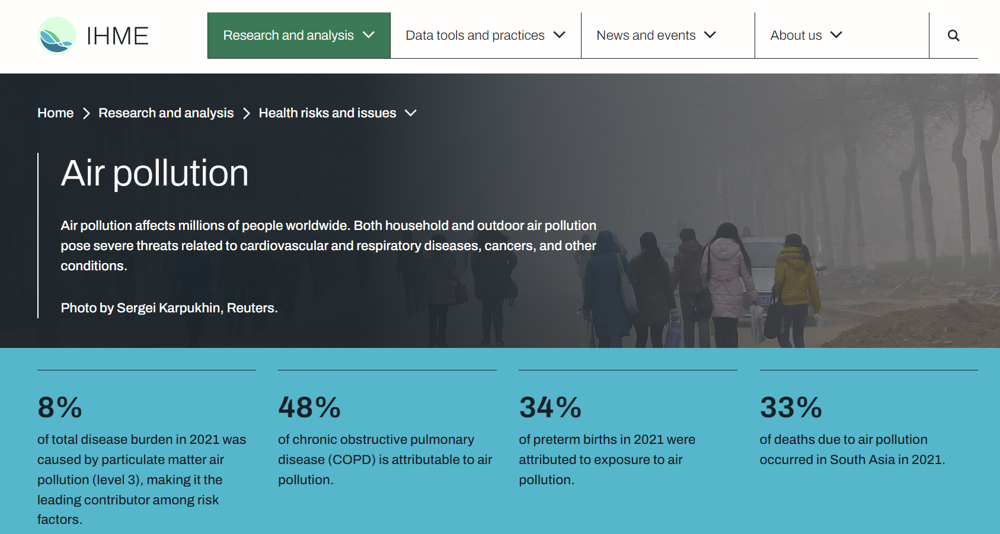 IHME
Research and analysis
Data tools and practices
News and events
About us
Home > Research and analysis > Health risks and issues
Air pollution
Air pollution affects millions of people worldwide. Both household and outdoor air pollution
pose severe threats related to cardiovascular and respiratory diseases, cancers, and other
conditions.
Photo by Sergei Karpukhin, Reuters.
8%
of total disease burden in 2021 was
caused by particulate matter air
pollution (level 3), making it the
leading contributor among risk
factors.
48%
of chronic obstructive pulmonary
disease (COPD) is attributable to air
pollution.
34%
of preterm births in 2021 were
attributed to exposure to air
pollution.
33%
of deaths due to air pollution
occurred in South Asia in 2021.